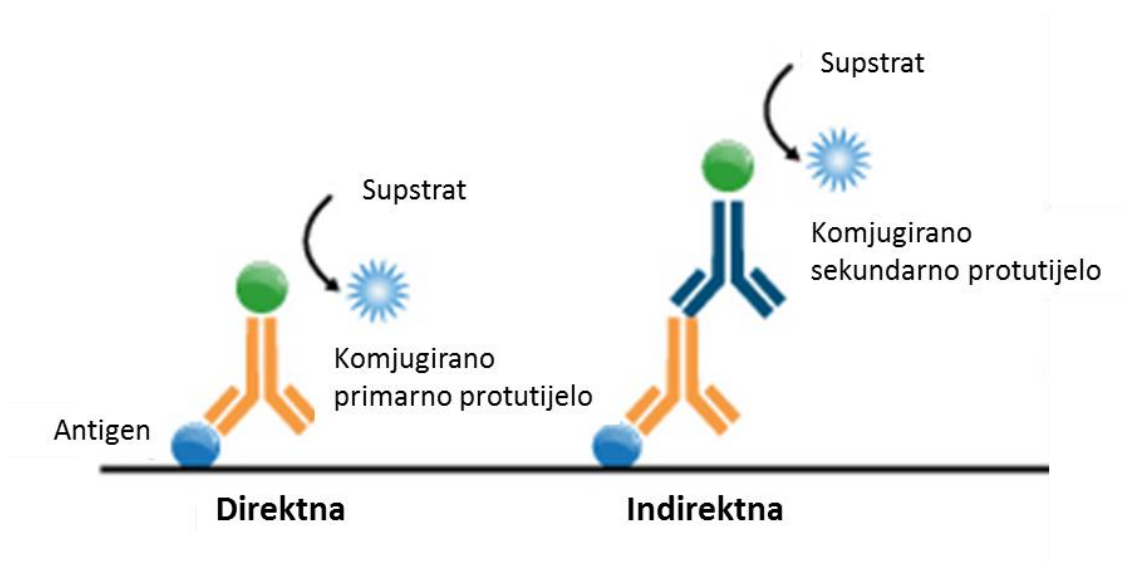 Supstrat
Supstrat
Komjugirano
sekundarno protutijelo
Komjugirano
primarno protutijelo
Antigen
Direktna
Indirektna